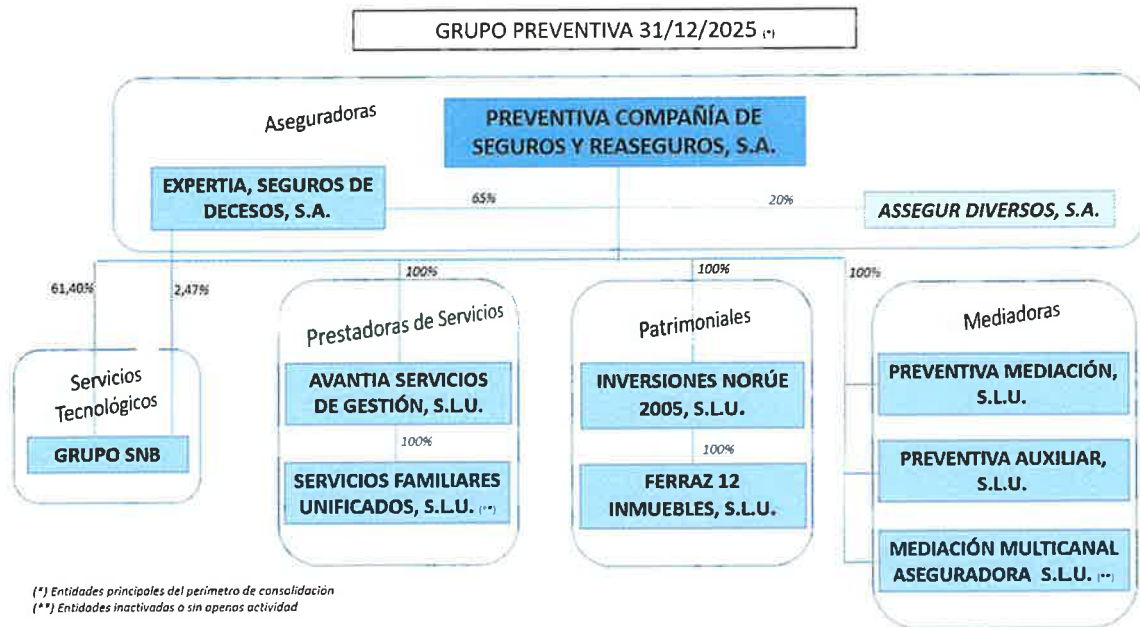 GRUPO PREVENTIVA 31/12/2025 (*)
Aseguradoras
PREVENTIVA COMPAÑÍA DE
SEGUROS Y REASEGUROS, S.A.
EXPERTIA, SEGUROS DE
DECESOS, S.A.
65%
20%
ASSEGUR DIVERSOS, S.A.
61,40%
2,47%
100%
100%
100%
Servicios
Tecnológicos
GRUPO SNB
Prestadoras de Servicios
AVANTIA SERVICIOS
DE GESTIÓN, S.L.U.
100%
SERVICIOS FAMILIARES
UNIFICADOS, S.L.U. (**)
Patrimoniales
INVERSIONES NORÚE
2005, S.L.U.
100%
FERRAZ 12
INMUEBLES, S.L.U.
Mediadoras
PREVENTIVA MEDIACIÓN,
S.L.U.
PREVENTIVA AUXILIAR,
S.L.U.
MEDIACIÓN MULTICANAL
ASEGURADORA S.L.U. (**)
(*) Entidades principales del perímetro de consolidación
(**) Entidades inactivadas o sin apenas actividad